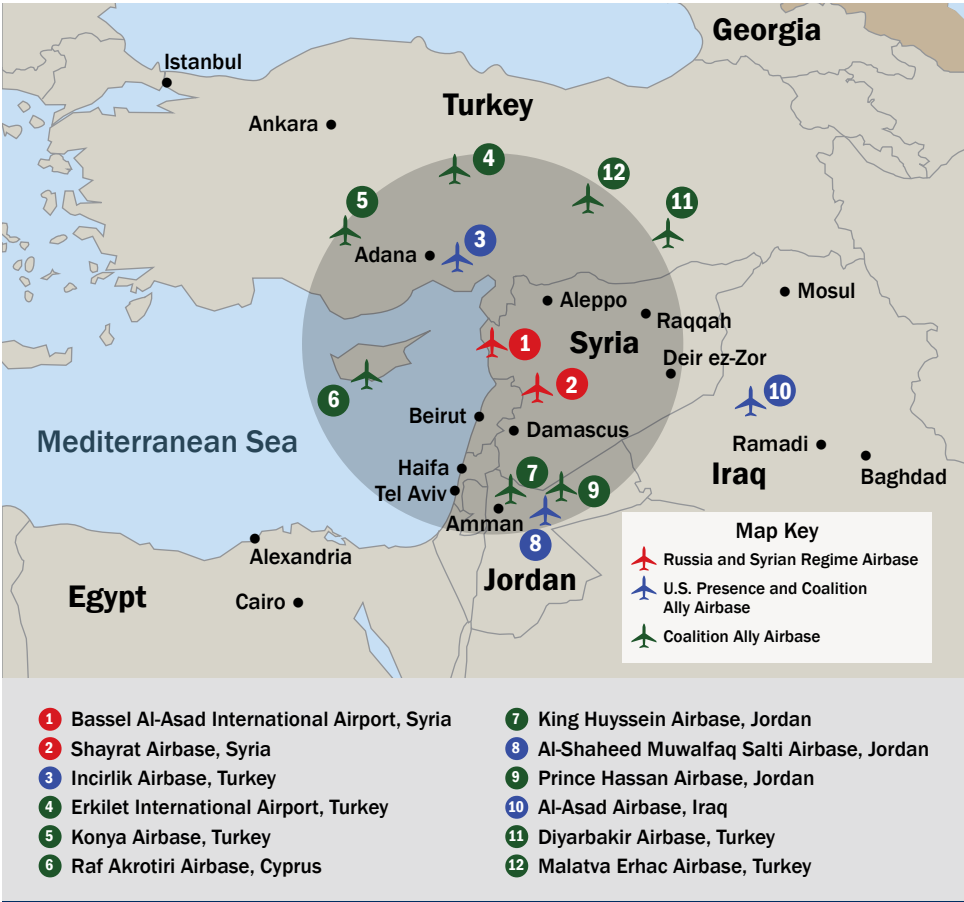 Georgia
Istanbul
Turkey
Ankara
4
12
5
11
3
Adana
Mosul
Aleppo
Raqqah
1
Syria
Deir ez-Zor
2
10
6
Beirut
Damascus
Mediterranean Sea
Ramadi
Haifa
Iraq
Baghdad
7
Tel Aviv
9
Amman
8
Alexandria
Jordan
Egypt
Cairo
Map Key
Russia and Syrian Regime Airbase
U.S. Presence and Coalition
Ally Airbase
Coalition Ally Airbase
1 Bassel Al-Asad International Airport, Syria
2 Shayrat Airbase, Syria
3 Incirlik Airbase, Turkey
4 Erkilet International Airport, Turkey
5 Konya Airbase, Turkey
6 Raf Akrotiri Airbase, Cyprus
7 King Huyssein Airbase, Jordan
8 Al-Shaheed Muwalfaq Salti Airbase, Jordan
9 Prince Hassan Airbase, Jordan
10 Al-Asad Airbase, Iraq
11 Diyarbakir Airbase, Turkey
12 Malatva Erhac Airbase, Turkey